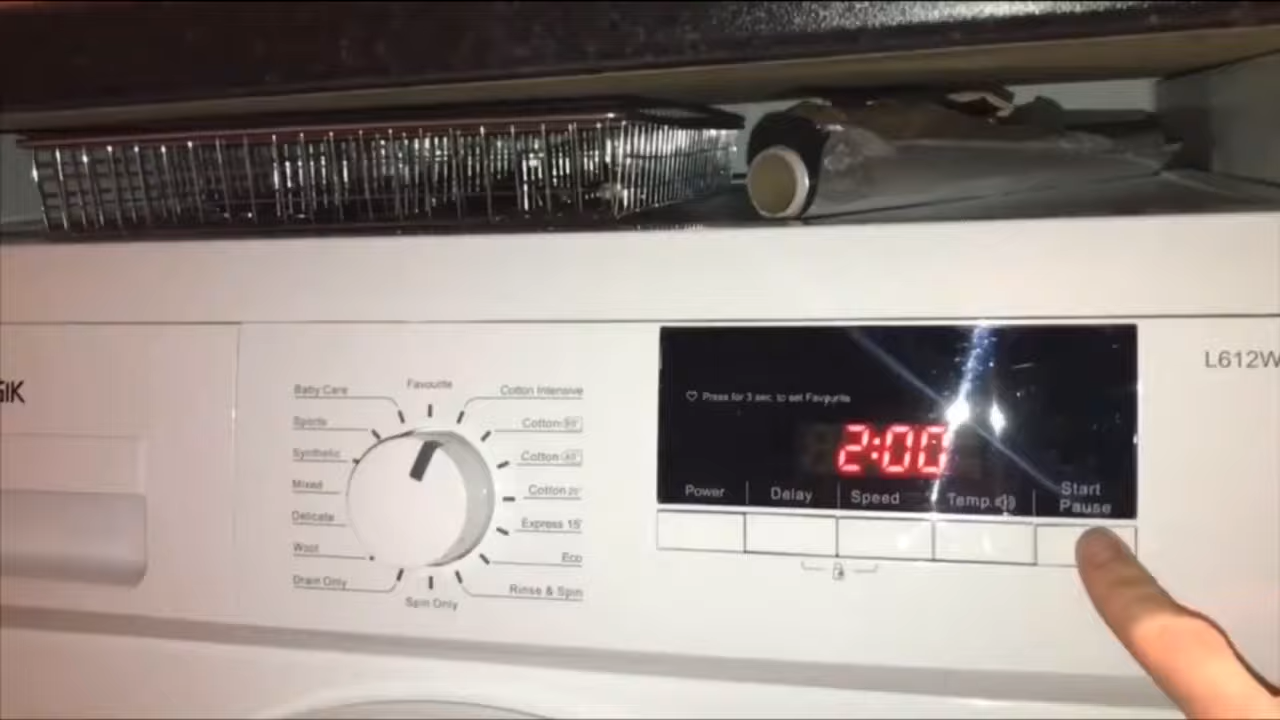 GIK
Baby Care
Favourite
Cotton Intensive
Sports
Cotton
Synthetic
Cotton
Mixed
Cotton 20°
Delicate
Express 15'
Wool
Eco
Drain Only
Spin Only
Rinse & Spin
♡ Press for 3 sec. to set Favourite
2:00
Power
Delay
Speed
Temp.
Start
Pause
L612W